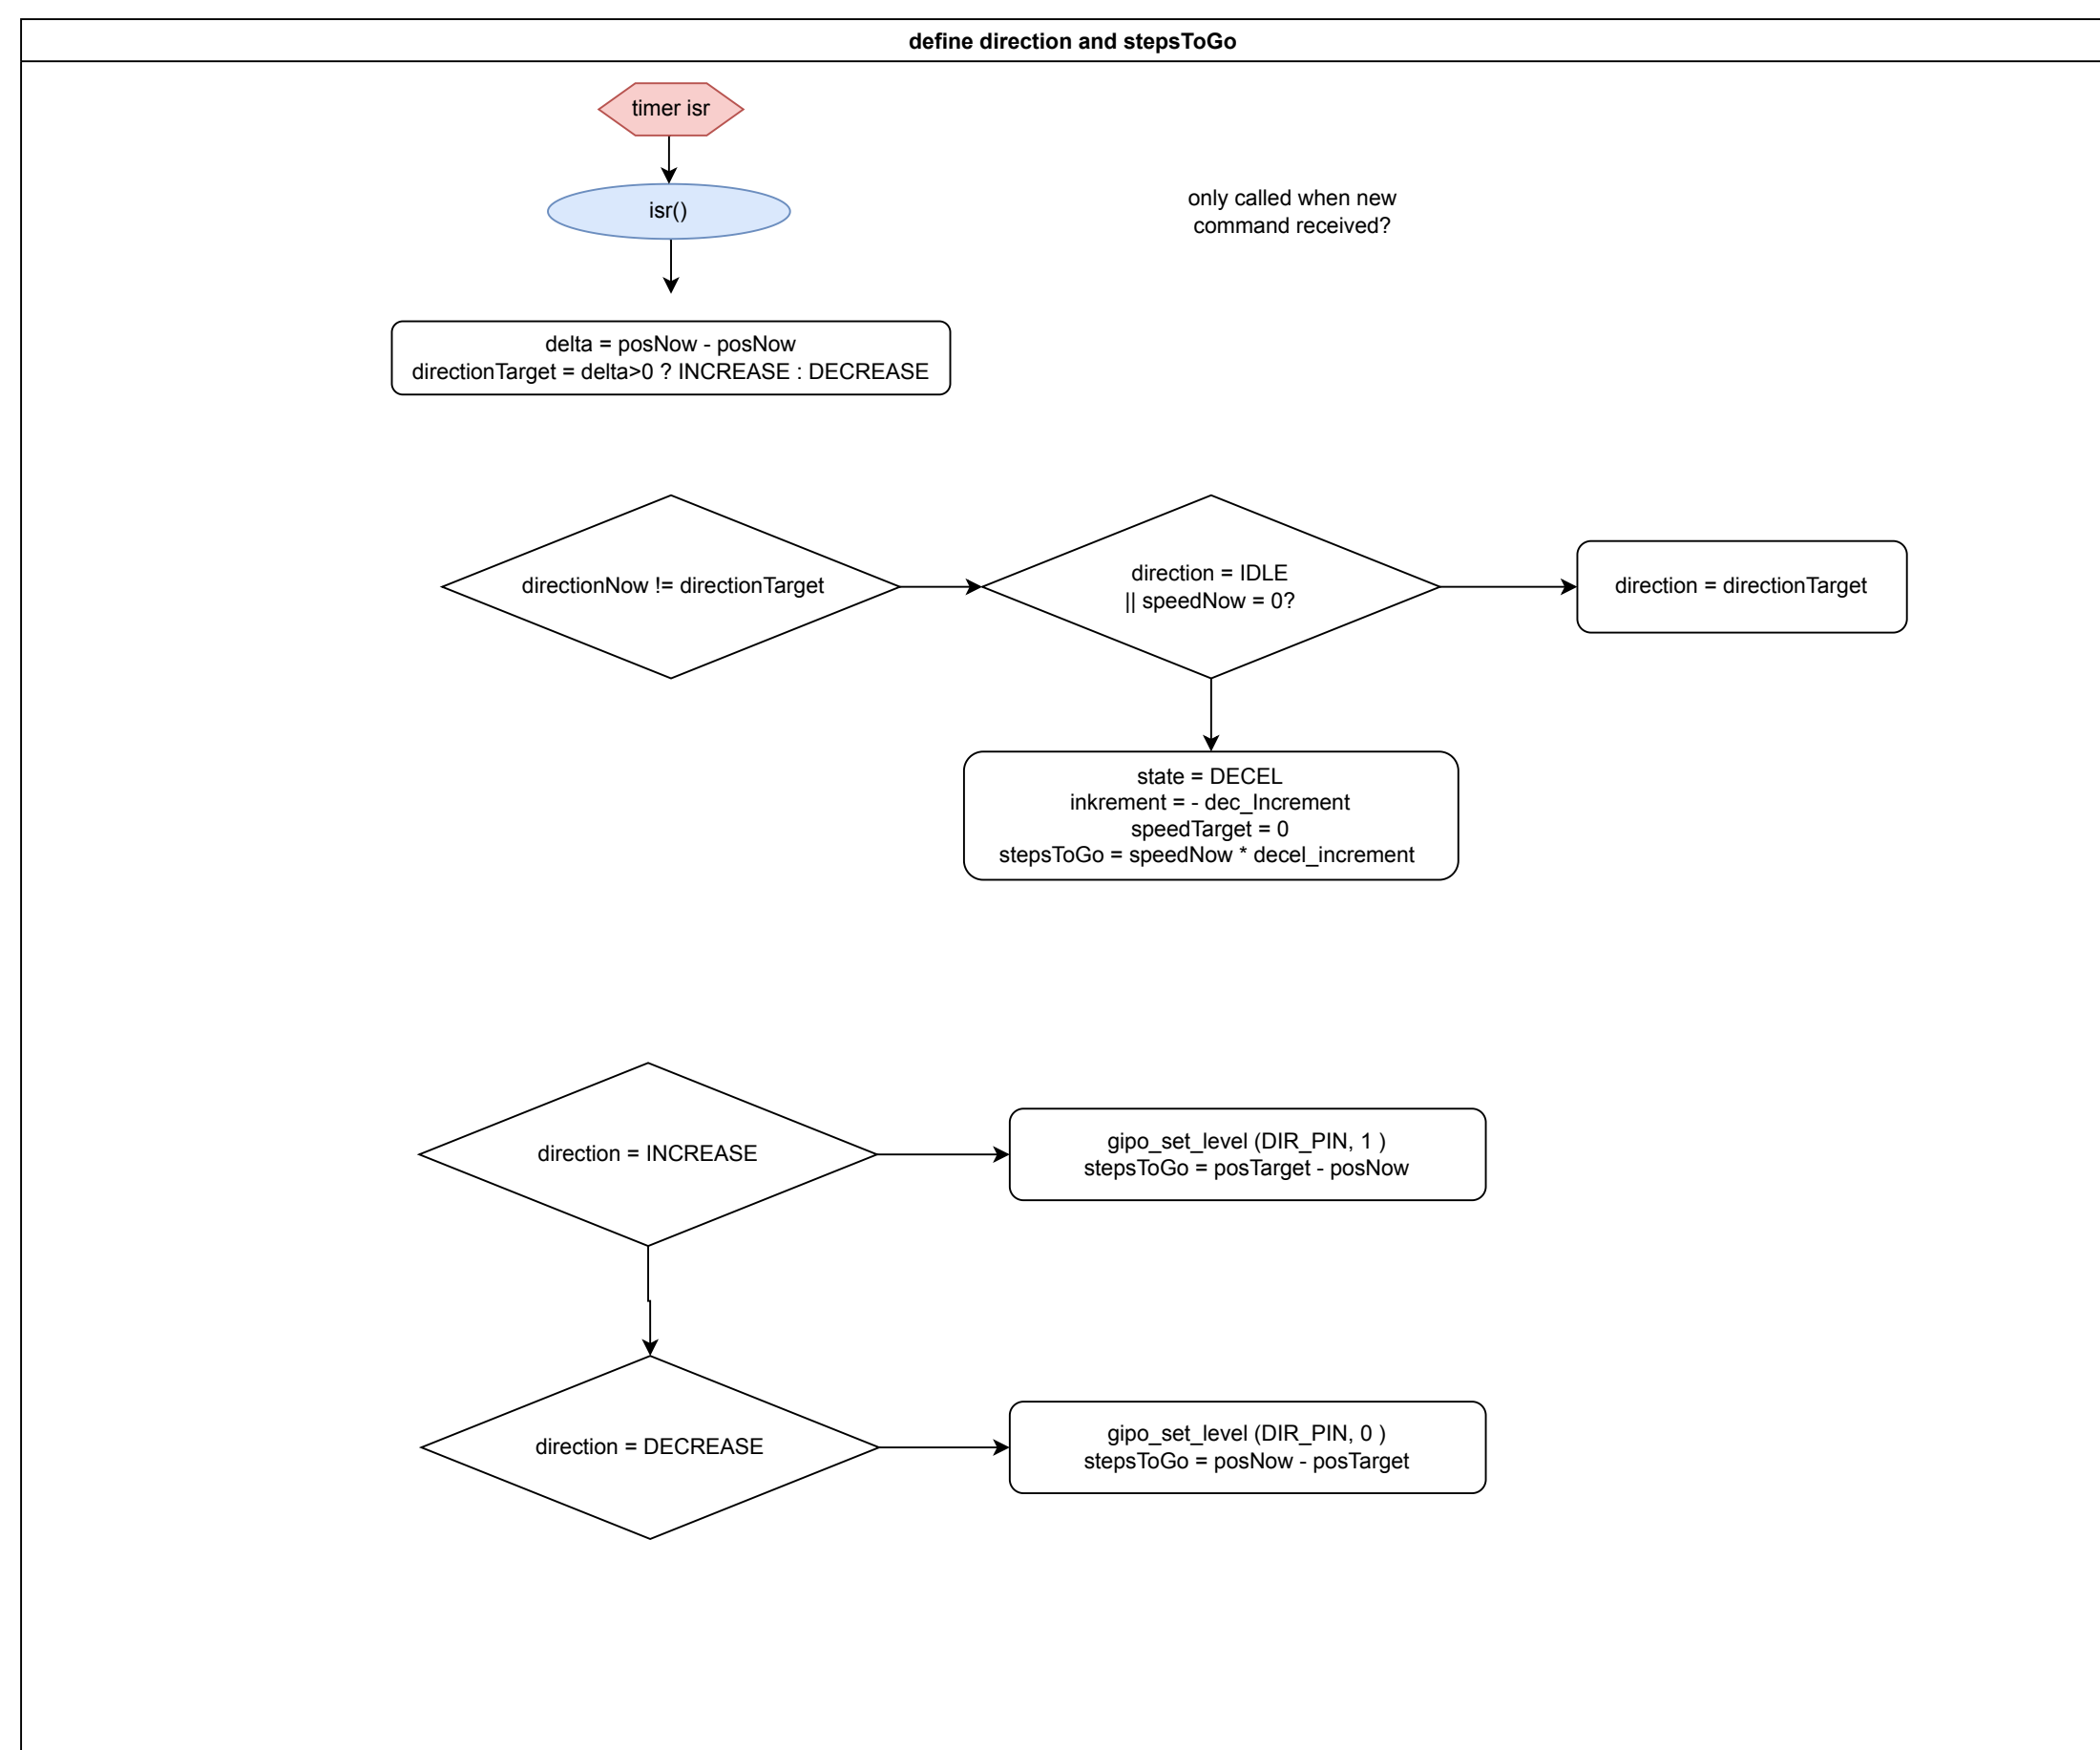 define direction and stepsToGo
timer isr
isr()
only called when new
command received?
delta = posNow - posNow
directionTarget = delta>0 ? INCREASE : DECREASE
directionNow != directionTarget
direction = IDLE
|| speedNow = 0?
direction = directionTarget
state = DECEL
inkrement = - dec_Increment
speedTarget = 0
stepsToGo = speedNow * decel_increment
direction = INCREASE
gipo_set_level (DIR_PIN, 1 )
stepsToGo = posTarget - posNow
direction = DECREASE
gipo_set_level (DIR_PIN, 0 )
stepsToGo = posNow - posTarget